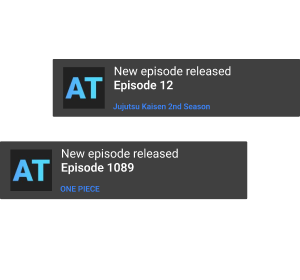 AT
New episode released
Episode 12
Jujutsu Kaisen 2nd Season
AT
New episode released
Episode 1089
ONE PIECE